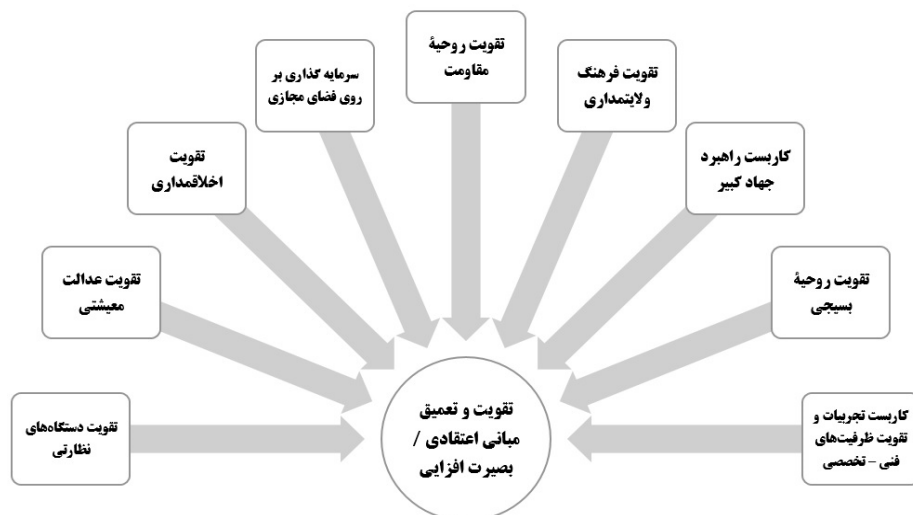 تقویت روحیۀ
مقاومت
تقویت فرهنگ
ولایتمداری
سرمایه گذاری بر
روی فضای مجازی
کاربست راهبرد
جهاد کبیر
تقویت
اخلاقمداری
تقویت روحیۀ
بسیجی
تقویت عدالت
معیشتی
کاربست تجربیات و
تقویت ظرفیت‌های
فنی – تخصصی
تقویت و تعمیق
مبانی اعتقادی /
بصیرت افزایی
تقویت دستگاه‌های
نظارتی